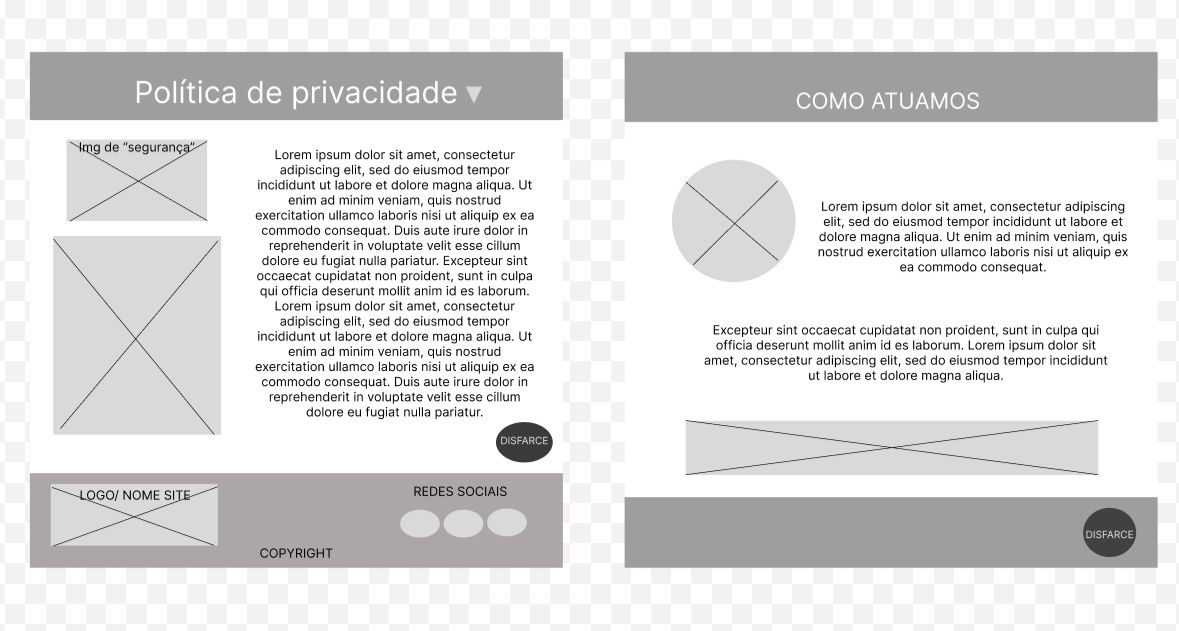 Política de privacidade ▾
Img de “segurança”
Lorem ipsum dolor sit amet, consectetur
adipiscing elit, sed do eiusmod tempor
incididunt ut labore et dolore magna aliqua. Ut
enim ad minim veniam, quis nostrud
exercitation ullamco laboris nisi ut aliquip ex ea
commodo consequat. Duis aute irure dolor in
reprehenderit in voluptate velit esse cillum
dolore eu fugiat nulla pariatur. Excepteur sint
occaecat cupidatat non proident, sunt in culpa
qui officia deserunt mollit anim id es laborum.
Lorem ipsum dolor sit amet, consectetur
adipiscing elit, sed do eiusmod tempor
incididunt ut labore et dolore magna aliqua. Ut
enim ad minim veniam, quis nostrud
exercitation ullamco laboris nisi ut aliquip ex ea
commodo consequat. Duis aute irure dolor in
reprehenderit in voluptate velit esse cillum
dolore eu fugiat nulla pariatur.
DISFARCE
LOGO/ NOME SITE
REDES SOCIAIS
COPYRIGHT
COMO ATUAMOS
Lorem ipsum dolor sit amet, consectetur adipiscing
elit, sed do eiusmod tempor incididunt ut labore et
dolore magna aliqua. Ut enim ad minim veniam, quis
nostrud exercitation ullamco laboris nisi ut aliquip ex
ea commodo consequat.
Excepteur sint occaecat cupidatat non proident, sunt in culpa qui
officia deserunt mollit anim id es laborum. Lorem ipsum dolor sit
amet, consectetur adipiscing elit, sed do eiusmod tempor incididunt
ut labore et dolore magna aliqua.
DISFARCE